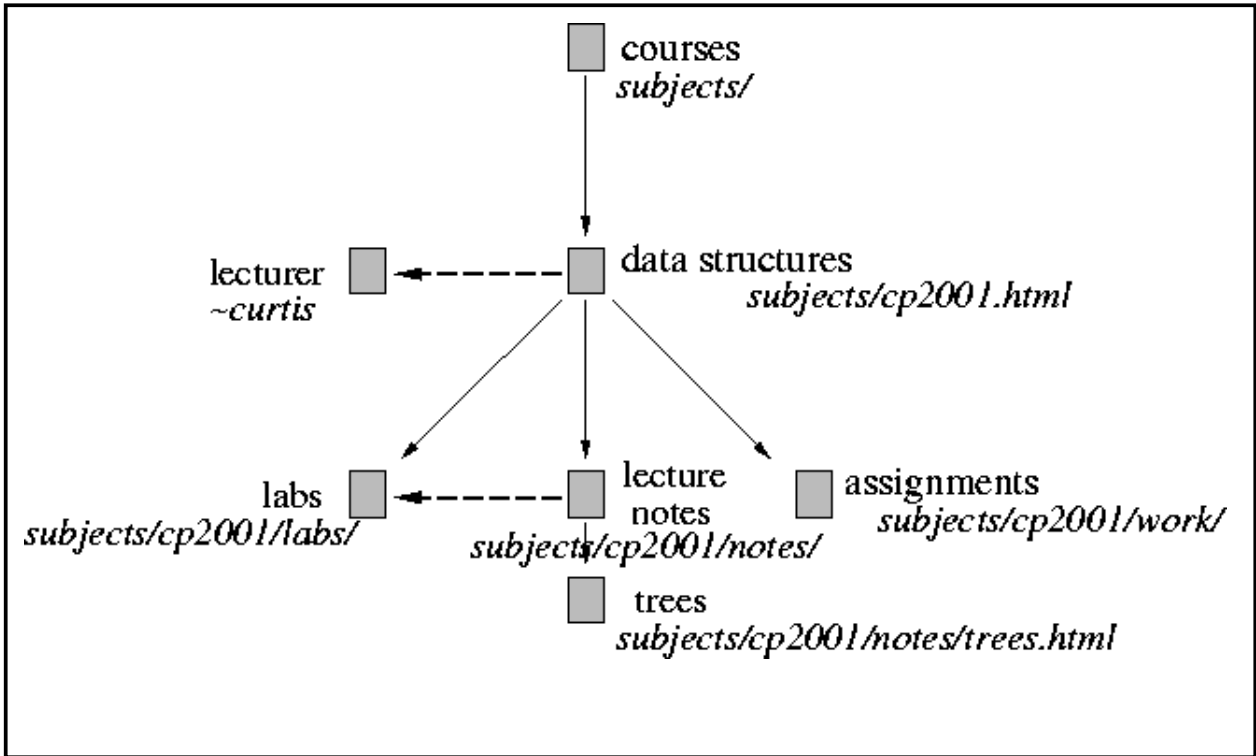 courses
subjects/
data structures
subjects/cp2001.html
lecturer
~curtis
labs
subjects/cp2001/labs/
lecture
notes
subjects/cp2001/notes/
assignments
subjects/cp2001/work/
trees
subjects/cp2001/notes/trees.html